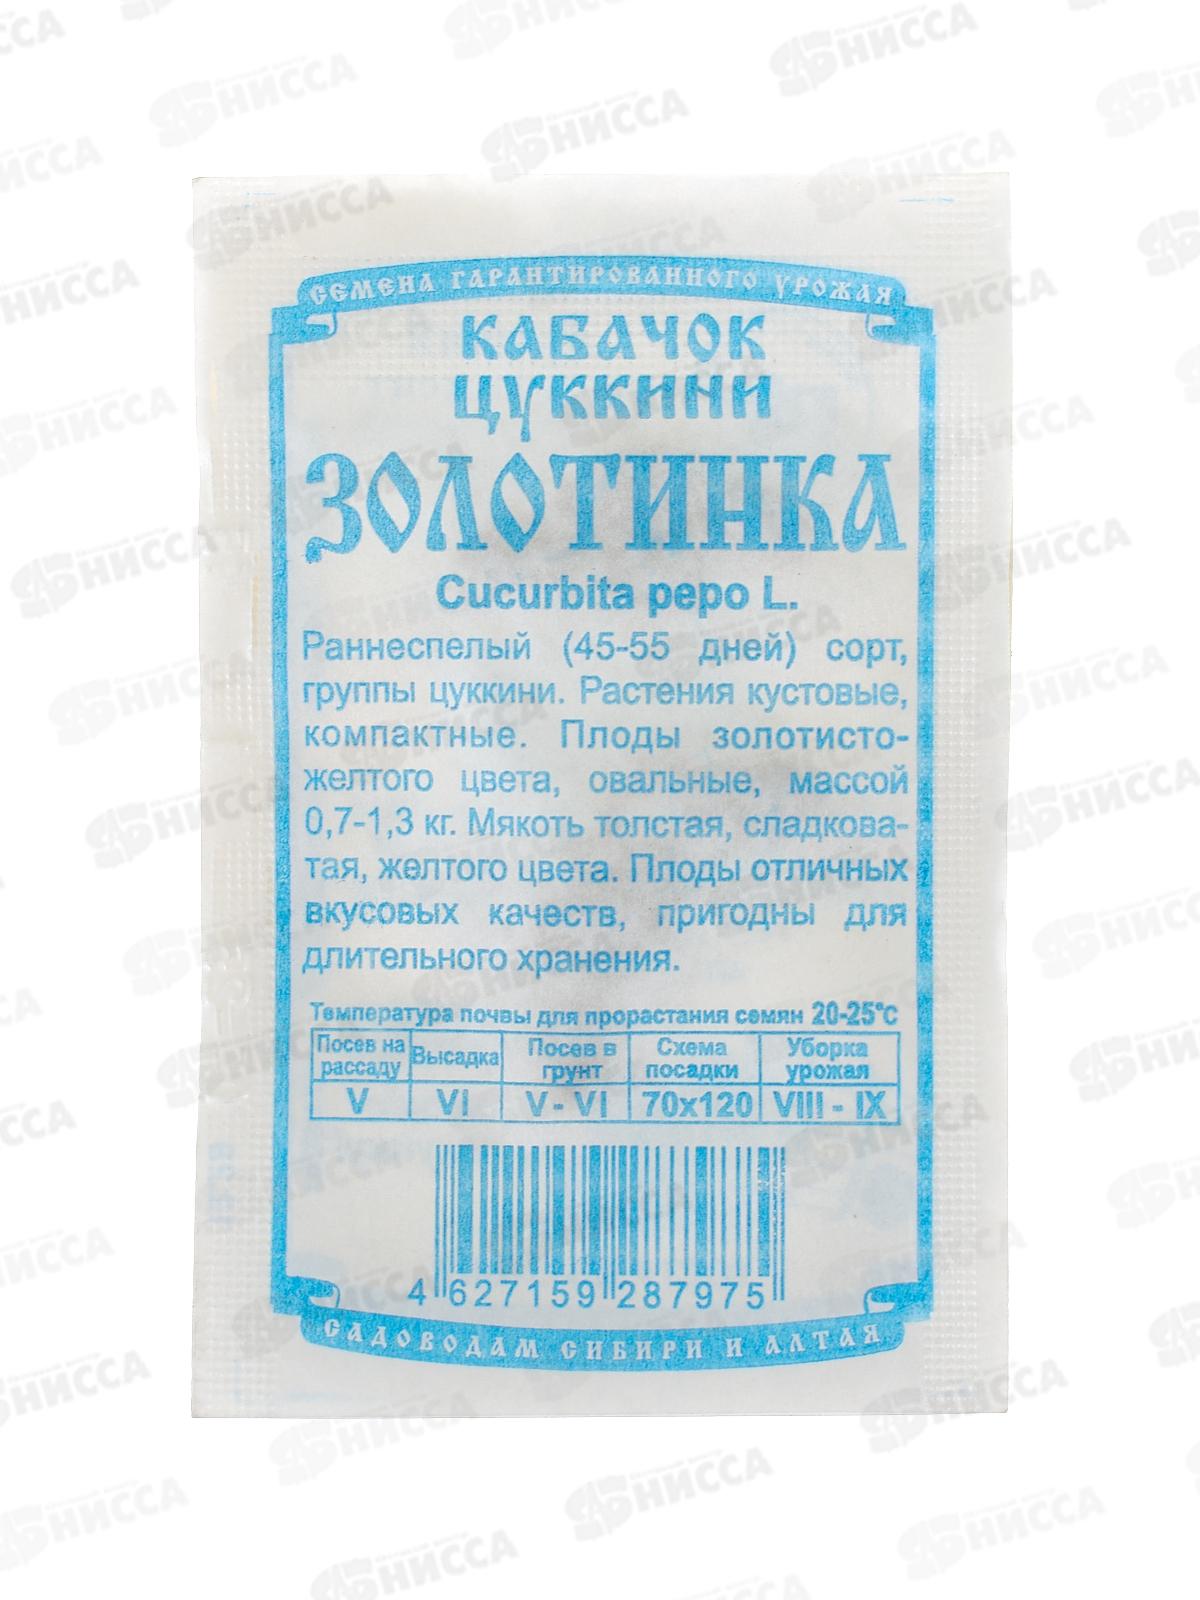 СЕМЕНА ГАРАНТИРОВАННОГО УРОЖАЯ
КАБАЧОК
ЦУККИНИ
ЗОЛОТИНКА
Cucurbita pepo L.
Раннеспелый (45-55 дней) сорт,
группы цуккини. Растения кустовые,
компактные. Плоды золотисто-
желтого цвета, овальные, массой
0,7-1,3 кг. Мякоть толстая, сладкова-
тая, желтого цвета. Плоды отличных
вкусовых качеств, пригодны для
длительного хранения.
Температура почвы для прорастания семян 20-25°С
Посев на рассаду Высадка Посев в грунт Схема посадки Уборка урожая
V VI V - VI 70х120 VIII - IX
4 627159 287975
САДОВОДАМ СИБИРИ И АЛТАЯ
НИССА